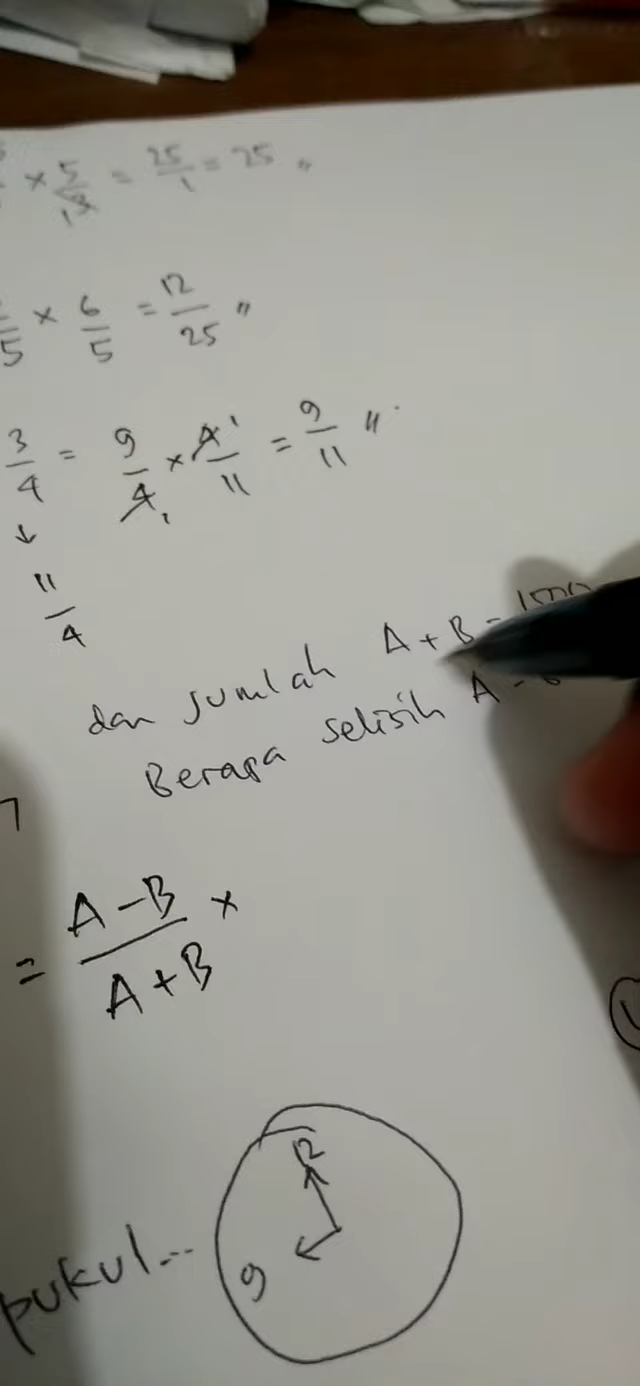 × 5/1 = 25/1 = 25 "
/5 × 6/5 = 12/25 "
3/4 = 9/4 × 4/11 = 9/11 "
↓
11/4
dan jumlah A + B =
Berapa selisih A -
= A - B / A + B ×
12
9
pukul...